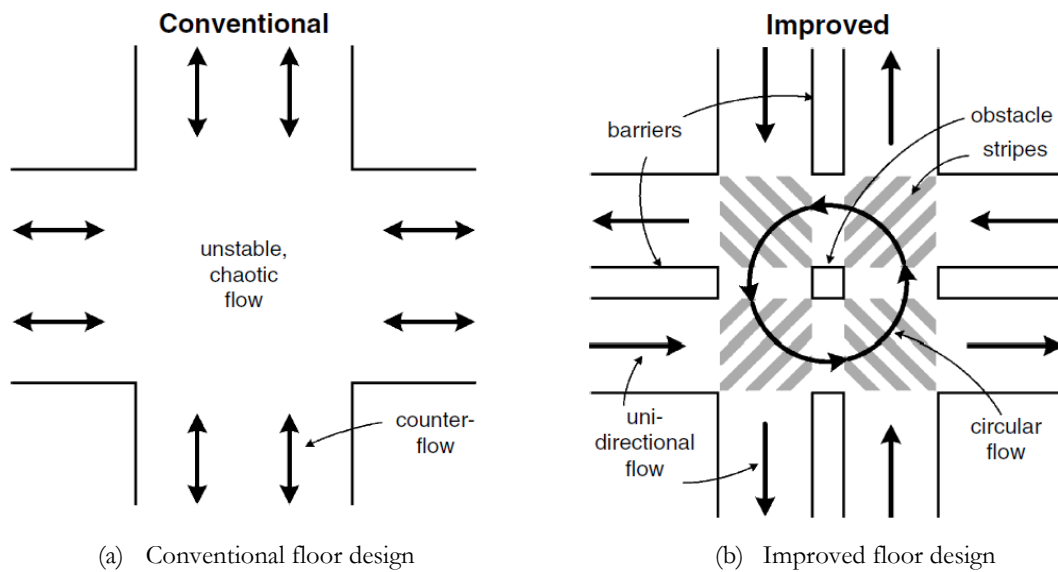 Conventional
unstable,
chaotic
flow
counter-
flow
(a) Conventional floor design
Improved
barriers
obstacle
stripes
uni-
directional
flow
circular
flow
(b) Improved floor design